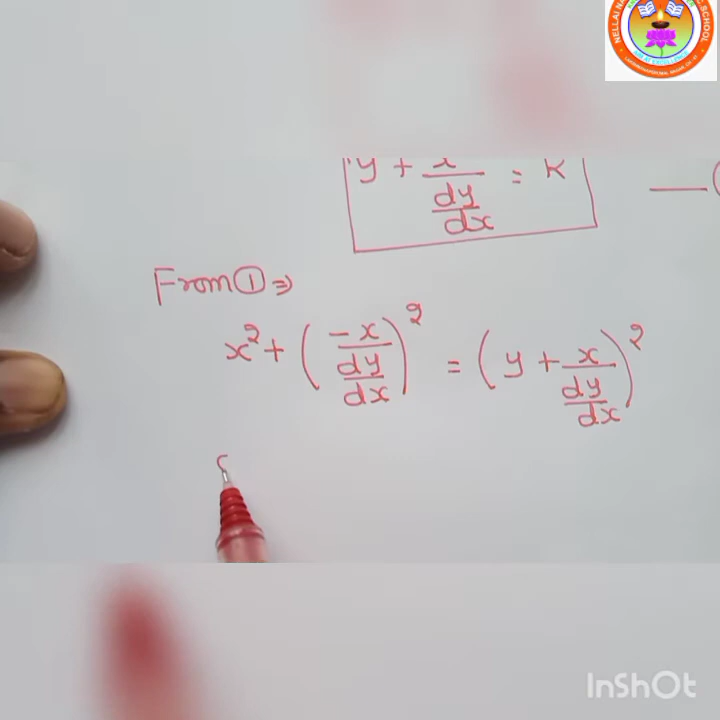 y + x/(dy/dx) = k
From ① ⇒
x² + (-x/(dy/dx))² = (y + x/(dy/dx))²
InShOt